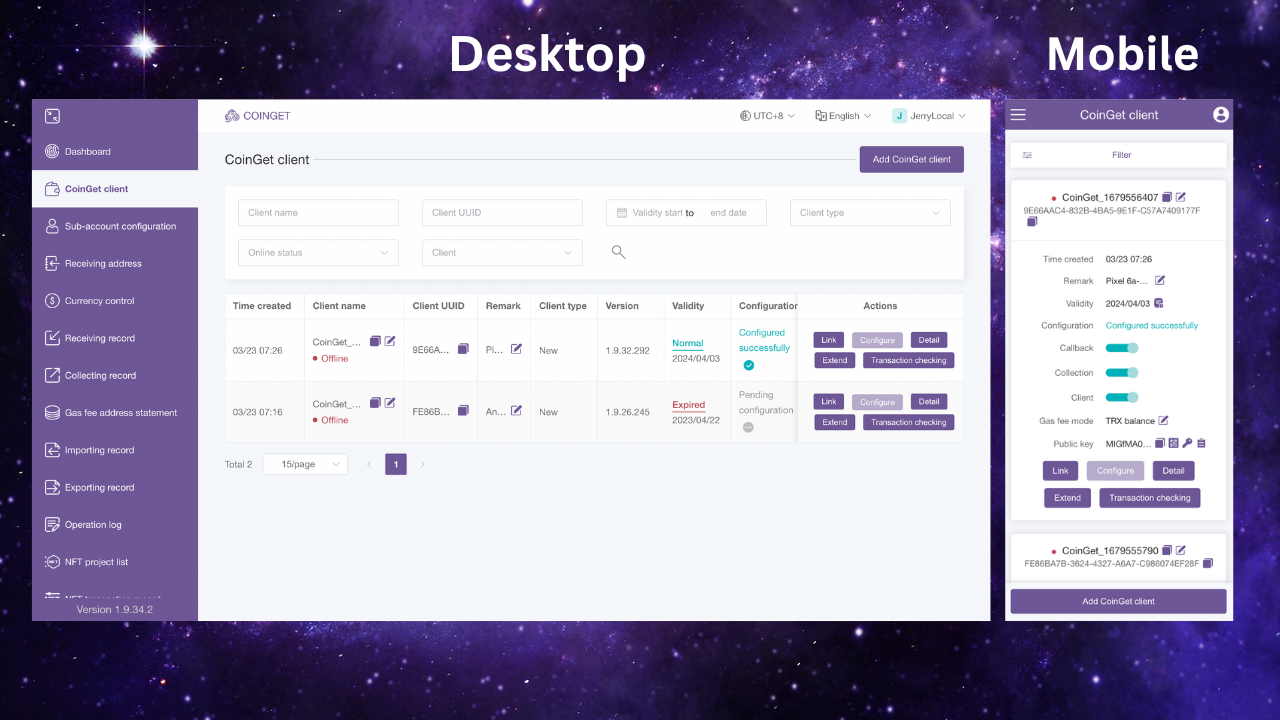 Desktop
Mobile
Dashboard
CoinGet client
Sub-account configuration
Receiving address
Currency control
Receiving record
Collecting record
Gas fee address statement
Importing record
Exporting record
Operation log
NFT project list
NFT transaction record
Version 1.9.34.2
COINGET
UTC+8
English
J JerryLocal
CoinGet client
Add CoinGet client
Client name
Client UUID
Validity start to end date
Client type
Online status
Client
Time created Client name Client UUID Remark Client type Version Validity Configuration Actions
03/23 07:26 CoinGet_... Offline 9E66A... Pi... New 1.9.32.292 Normal 2024/04/03 Configured successfully Link Configure Detail Extend Transaction checking
03/23 07:16 CoinGet_... Offline FE86B... An... New 1.9.26.245 Expired 2023/04/22 Pending configuration Link Configure Detail Extend Transaction checking
Total 2 15/page 1
CoinGet client
Filter
CoinGet_1679556407
9E66AAC4-832B-4BA5-9E1F-C57A7409177F
Time created 03/23 07:26
Remark Pixel 6a-...
Validity 2024/04/03
Configuration Configured successfully
Callback
Collection
Client
Gas fee mode TRX balance
Public key MIGfMA0...
Link Configure Detail
Extend Transaction checking
CoinGet_1679555790
FE86BA7B-3624-4327-A6A7-C986074EF28F
Add CoinGet client